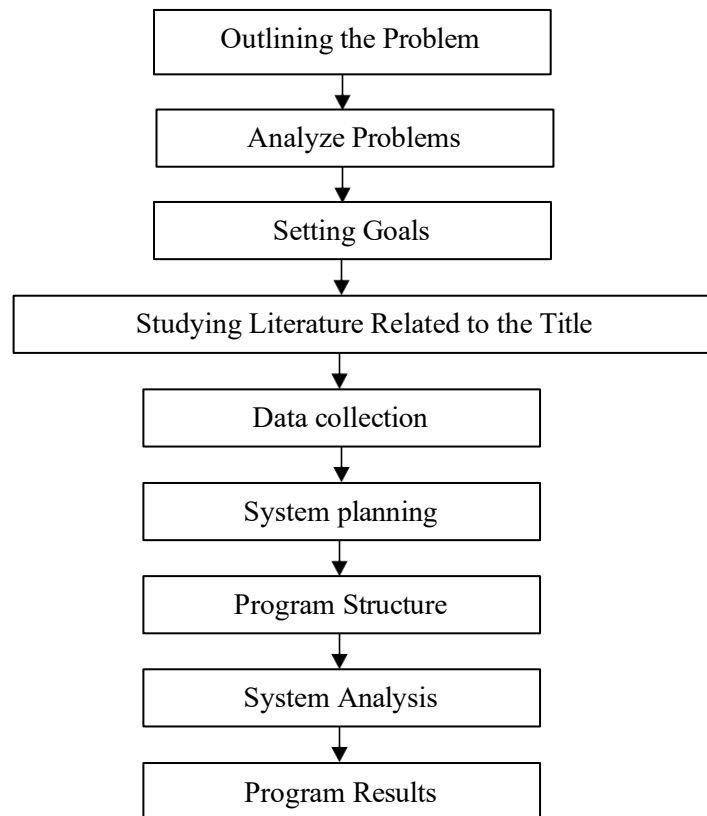 Outlining the Problem
Analyze Problems
Setting Goals
Studying Literature Related to the Title
Data collection
System planning
Program Structure
System Analysis
Program Results